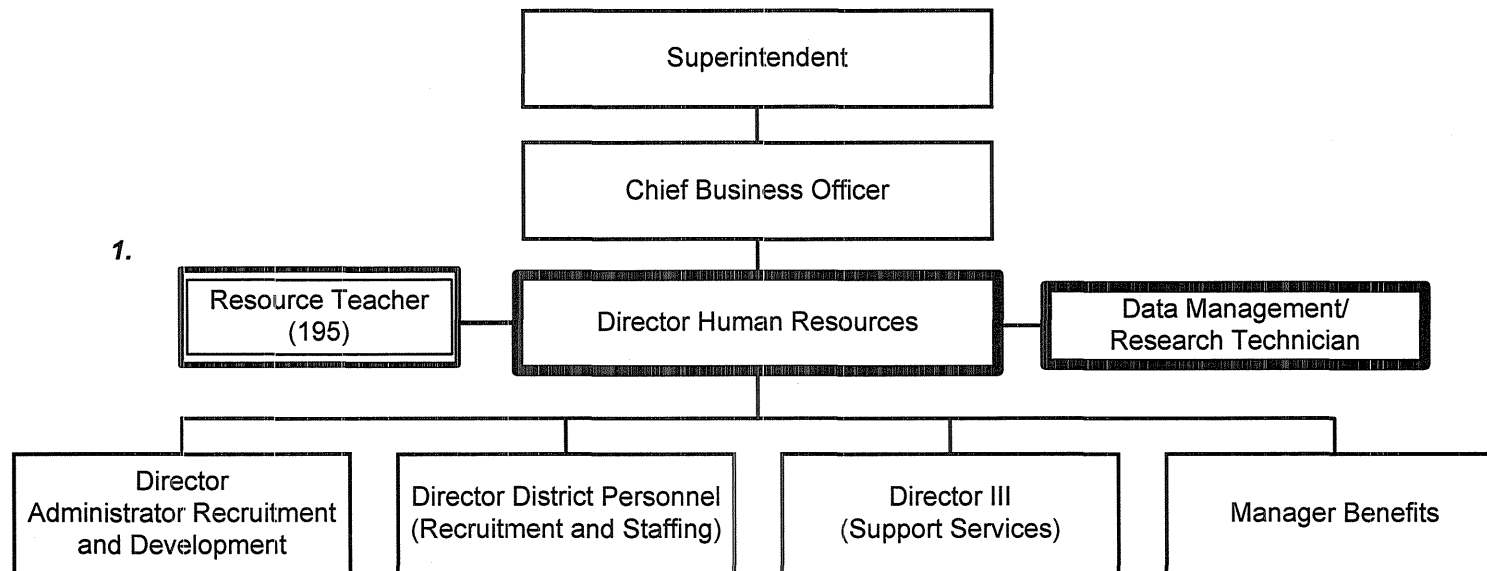 Superintendent
Chief Business Officer
1.
Resource Teacher
(195)
Director Human Resources
Data Management/
Research Technician
Director
Administrator Recruitment
and Development
Director District Personnel
(Recruitment and Staffing)
Director III
(Support Services)
Manager Benefits